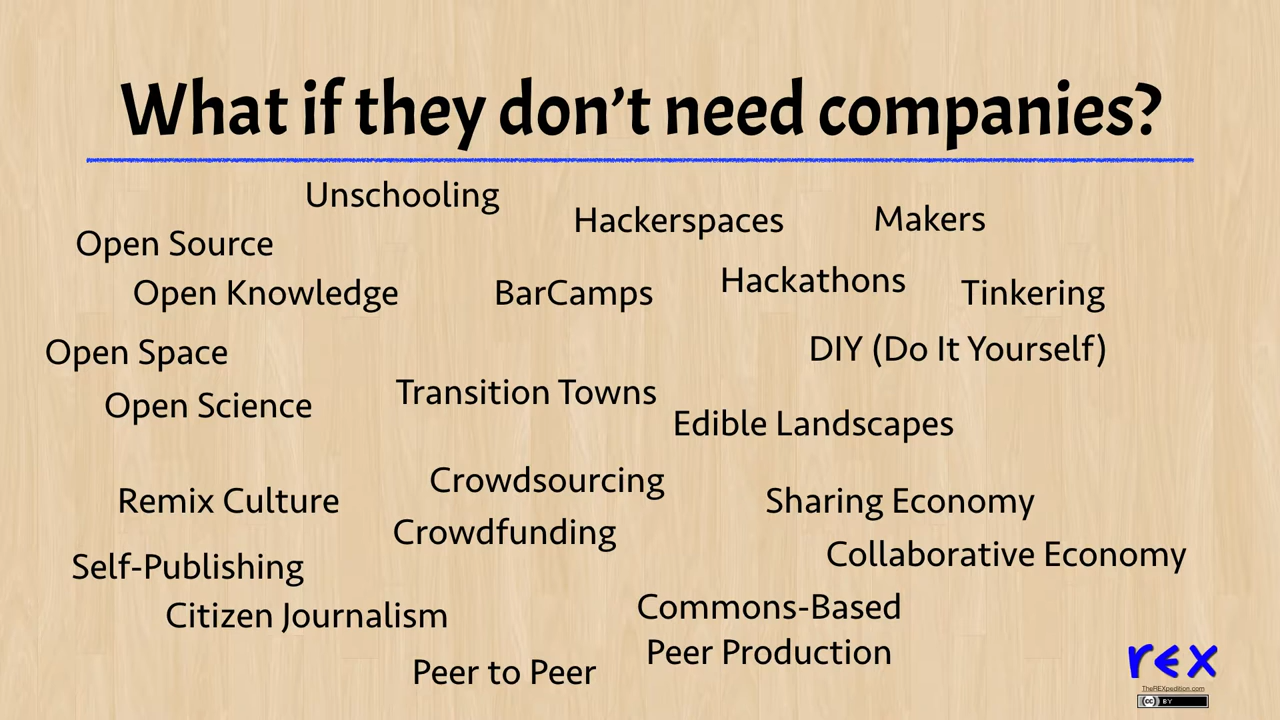 What if they don't need companies?
Unschooling
Hackerspaces
Makers
Open Source
Open Knowledge
BarCamps
Hackathons
Tinkering
Open Space
DIY (Do It Yourself)
Open Science
Transition Towns
Edible Landscapes
Remix Culture
Crowdsourcing
Sharing Economy
Crowdfunding
Collaborative Economy
Self-Publishing
Citizen Journalism
Commons-Based
Peer Production
Peer to Peer
rex
TheREXpedition.com
cc BY